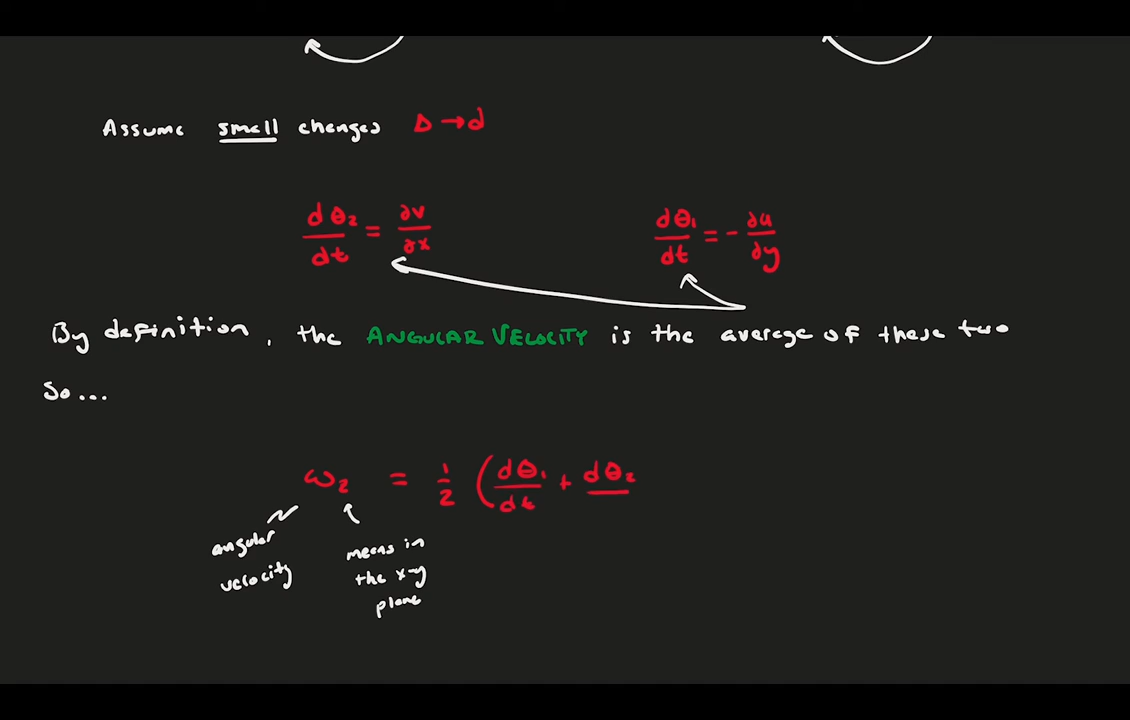 Assume small changes Δ → d
dθ₂/dt = ∂v/∂x
dθ₁/dt = - ∂u/∂y
By definition, the ANGULAR VELOCITY is the average of these two
So...
ω₂ = 1/2 (dθ₁/dt + dθ₂
angular
velocity
means in
the x-y
plane